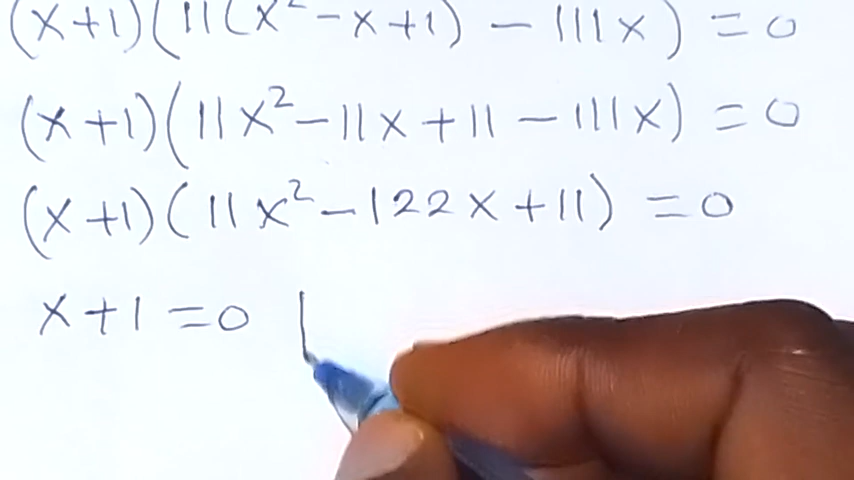 (x+1)(11(x²-x+1) - 111x) = 0
(x+1)(11x²-11x+11-111x) = 0
(x+1)(11x²-122x+11) = 0
x+1 = 0 |